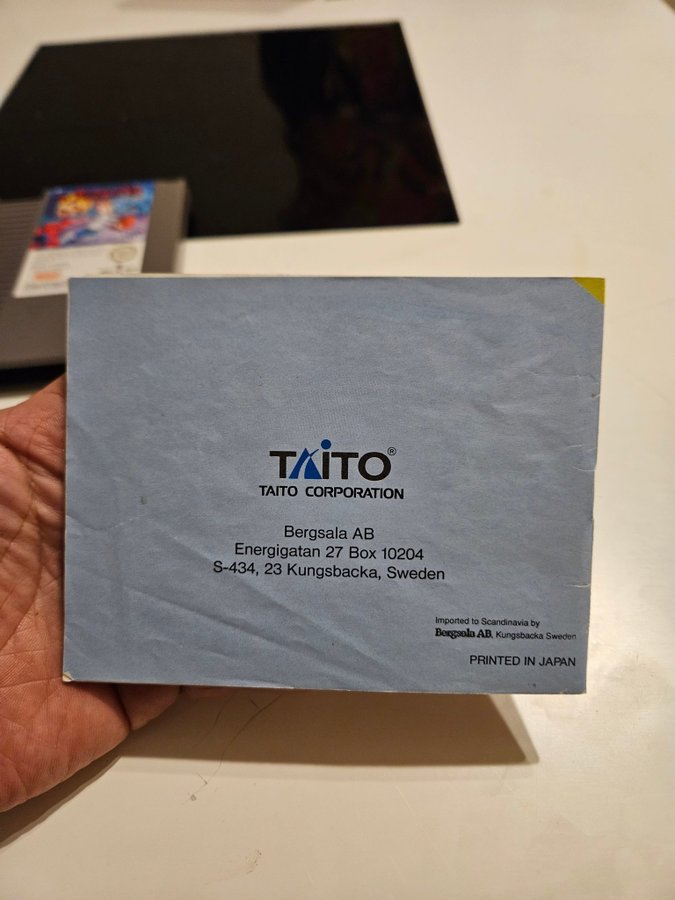 TAITO®
TAITO CORPORATION
Bergsala AB
Energigatan 27 Box 10204
S-434, 23 Kungsbacka, Sweden
Imported to Scandinavia by
Bergsala AB, Kungsbacka Sweden
PRINTED IN JAPAN